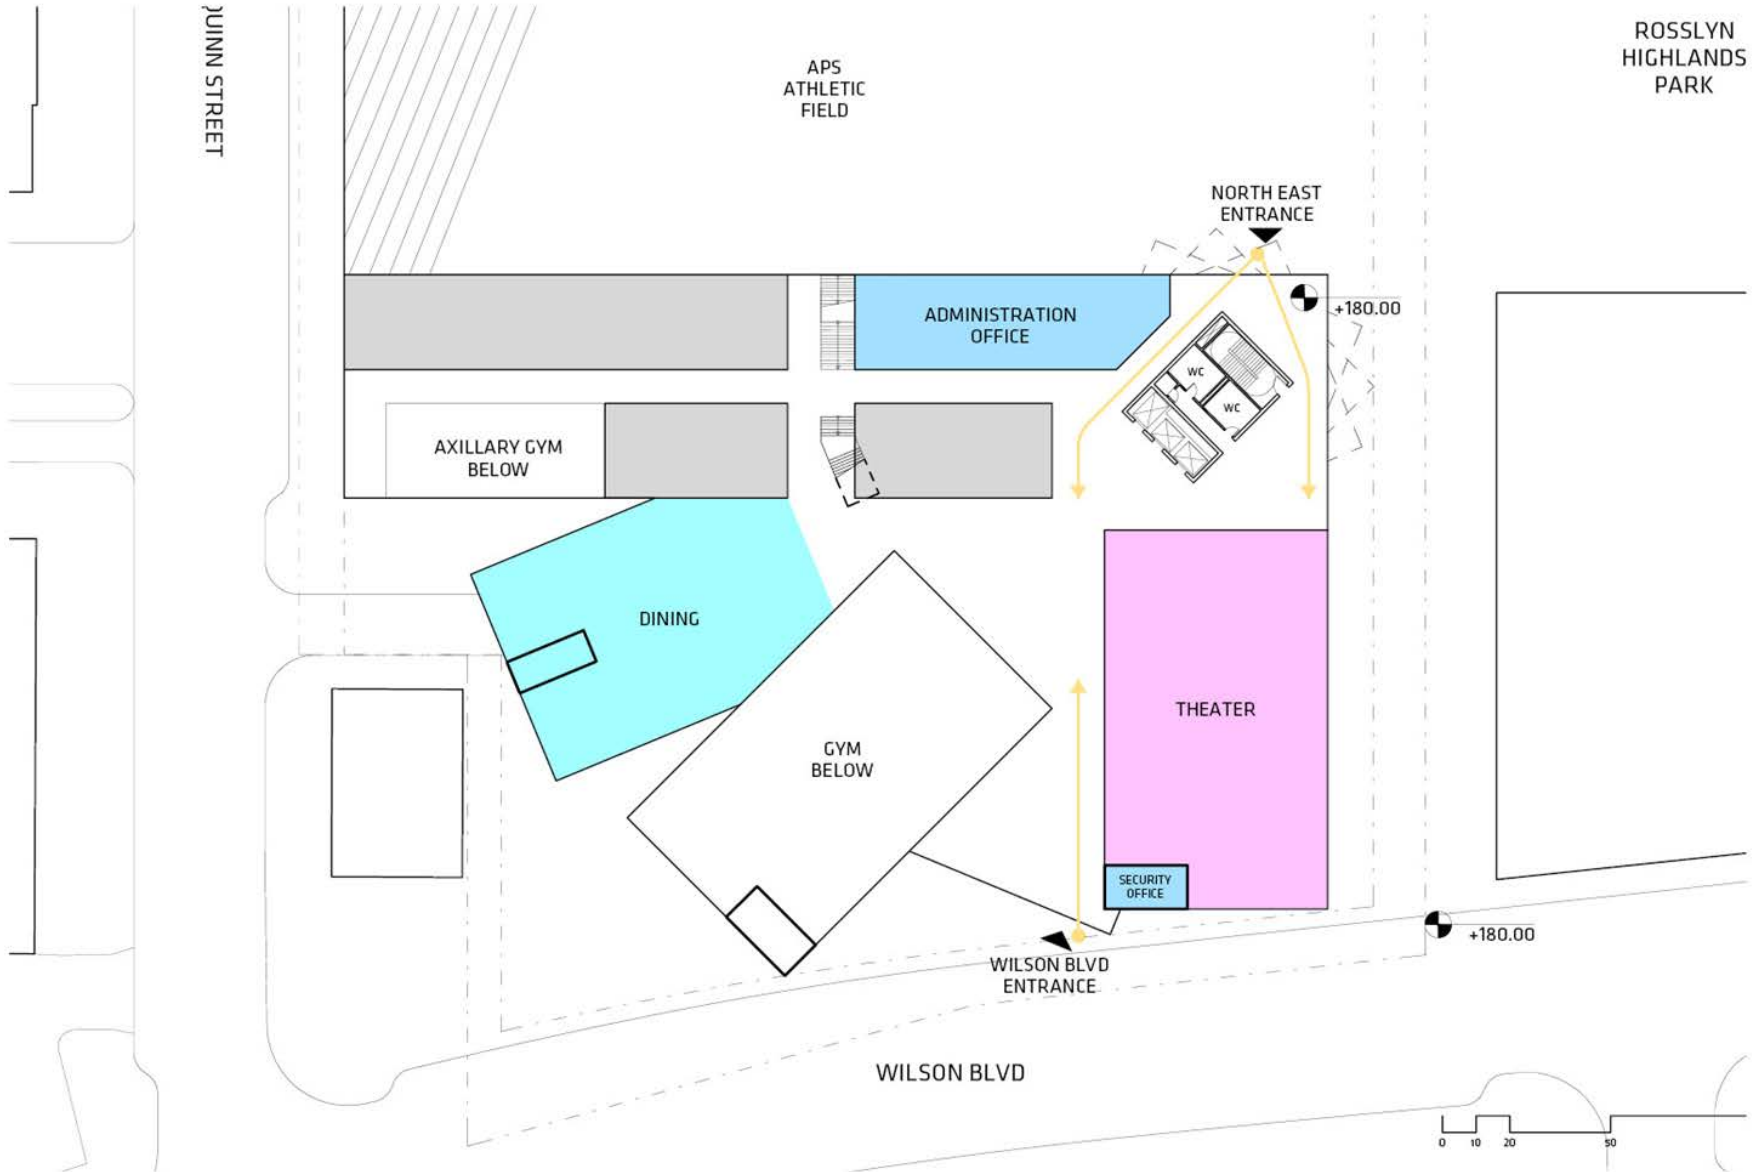 QUINN STREET
APS
ATHLETIC
FIELD
ROSSLYN
HIGHLANDS
PARK
NORTH EAST
ENTRANCE
ADMINISTRATION
OFFICE
+180.00
WC
WC
AXILLARY GYM
BELOW
DINING
THEATER
GYM
BELOW
SECURITY
OFFICE
+180.00
WILSON BLVD
ENTRANCE
WILSON BLVD
0 10 20 50